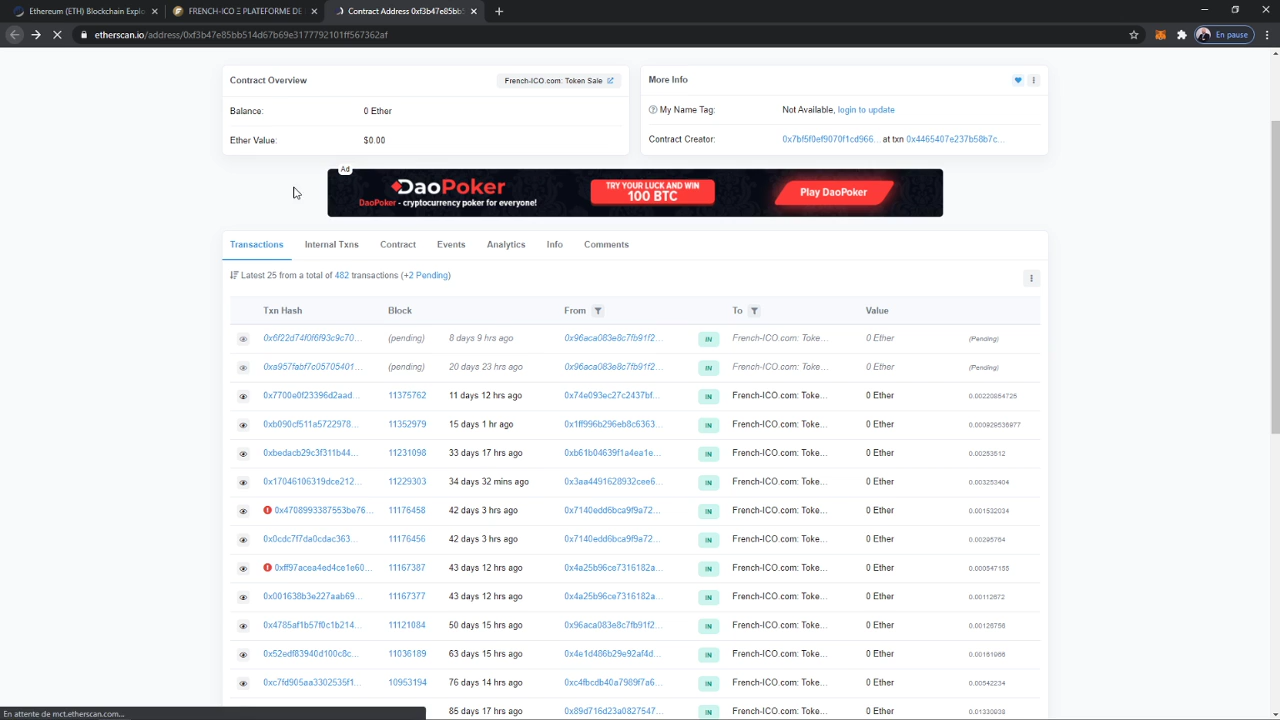 Ethereum (ETH) Blockchain Explo
FRENCH-ICO Ξ PLATEFORME DE
Contract Address 0xf3b47e85bb5
etherscan.io/address/0xf3b47e85bb514d67b69e3177792101ff567362af
En pause
Contract Overview
French-ICO.com: Token Sale
Balance:
0 Ether
Ether Value:
$0.00
More Info
My Name Tag:
Not Available, login to update
Contract Creator:
0x7bf5f0ef9070f1cd966... at txn 0x4465407e237b58b7c...
Ad
DaoPoker
DaoPoker - cryptocurrency poker for everyone!
TRY YOUR LUCK AND WIN
100 BTC
Play DaoPoker
Transactions Internal Txns Contract Events Analytics Info Comments
Latest 25 from a total of 482 transactions (+2 Pending)
Txn Hash Block From To Value
0x6f22d74f0f6f93c9c70... (pending) 8 days 9 hrs ago 0x96aca083e8c7fb91f2... IN French-ICO.com: Toke... 0 Ether (Pending)
0xa957fabf7c05705401... (pending) 20 days 23 hrs ago 0x96aca083e8c7fb91f2... IN French-ICO.com: Toke... 0 Ether (Pending)
0x7700e0f23396d2aad... 11375762 11 days 12 hrs ago 0x74e093ec27c2437bf... IN French-ICO.com: Toke... 0 Ether 0.00220854726
0xb090cf511a5722978... 11352979 15 days 1 hr ago 0x1ff996b296eb8c6363... IN French-ICO.com: Toke... 0 Ether 0.000929536977
0xbedacb29c3f311b44... 11231098 33 days 17 hrs ago 0xb61b04639f1a4ea1e... IN French-ICO.com: Toke... 0 Ether 0.00253512
0x17046106319dce212... 11229303 34 days 32 mins ago 0x3aa4491628932cee6... IN French-ICO.com: Toke... 0 Ether 0.003253404
0x4708993387553be76... 11176458 42 days 3 hrs ago 0x7140edd6bca9f9a72... IN French-ICO.com: Toke... 0 Ether 0.001532034
0x0cdc7f7da0cdac363... 11176456 42 days 3 hrs ago 0x7140edd6bca9f9a72... IN French-ICO.com: Toke... 0 Ether 0.00295764
0xff97acea4ed4ce1e60... 11167387 43 days 12 hrs ago 0x4a25b96ce7316182a... IN French-ICO.com: Toke... 0 Ether 0.000547155
0x001638b3e227aab69... 11167377 43 days 12 hrs ago 0x4a25b96ce7316182a... IN French-ICO.com: Toke... 0 Ether 0.00112672
0x4785af1b57f0c1b214... 11121084 50 days 15 hrs ago 0x96aca083e8c7fb91f2... IN French-ICO.com: Toke... 0 Ether 0.00126756
0x52edf83940d100c8c... 11036189 63 days 15 hrs ago 0x4e1d486b29e92af4d... IN French-ICO.com: Toke... 0 Ether 0.00161966
0xc7fd905aa3302535f1... 10953194 76 days 14 hrs ago 0xc4fbcdb40a7989f7a6... IN French-ICO.com: Toke... 0 Ether 0.00542234
85 days 17 hrs ago 0x89d716d23a0827547... IN French-ICO.com: Toke... 0 Ether 0.01330808
En attente de mct.etherscan.com...